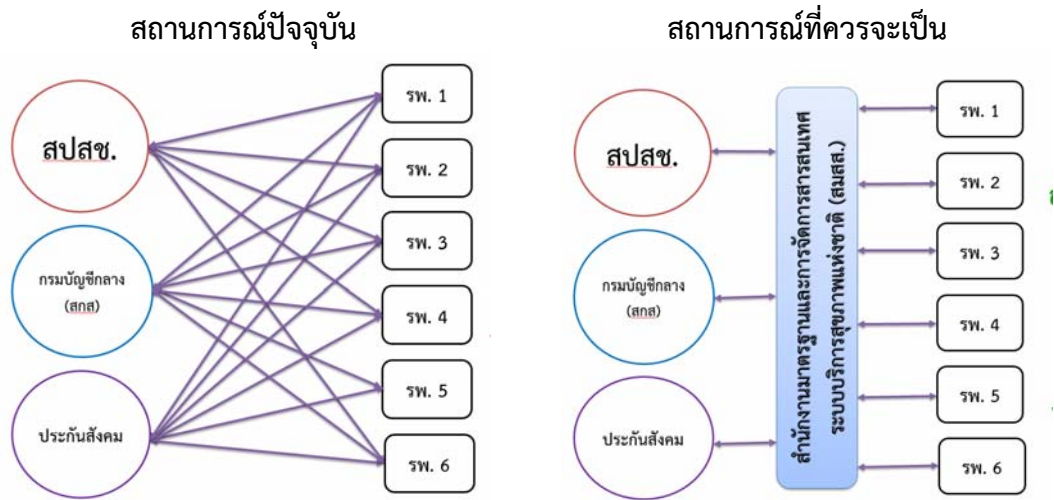 สถานการณ์ปัจจุบัน
สปสช.
กรมบัญชีกลาง
(สกส)
ประกันสังคม
รพ. 1
รพ. 2
รพ. 3
รพ. 4
รพ. 5
รพ. 6
สถานการณ์ที่ควรจะเป็น
สปสช.
กรมบัญชีกลาง
(สกส)
ประกันสังคม
สำนักงานมาตรฐานและการจัดการสารสนเทศ
ระบบบริการสุขภาพแห่งชาติ (สมสส.)
รพ. 1
รพ. 2
รพ. 3
รพ. 4
รพ. 5
รพ. 6